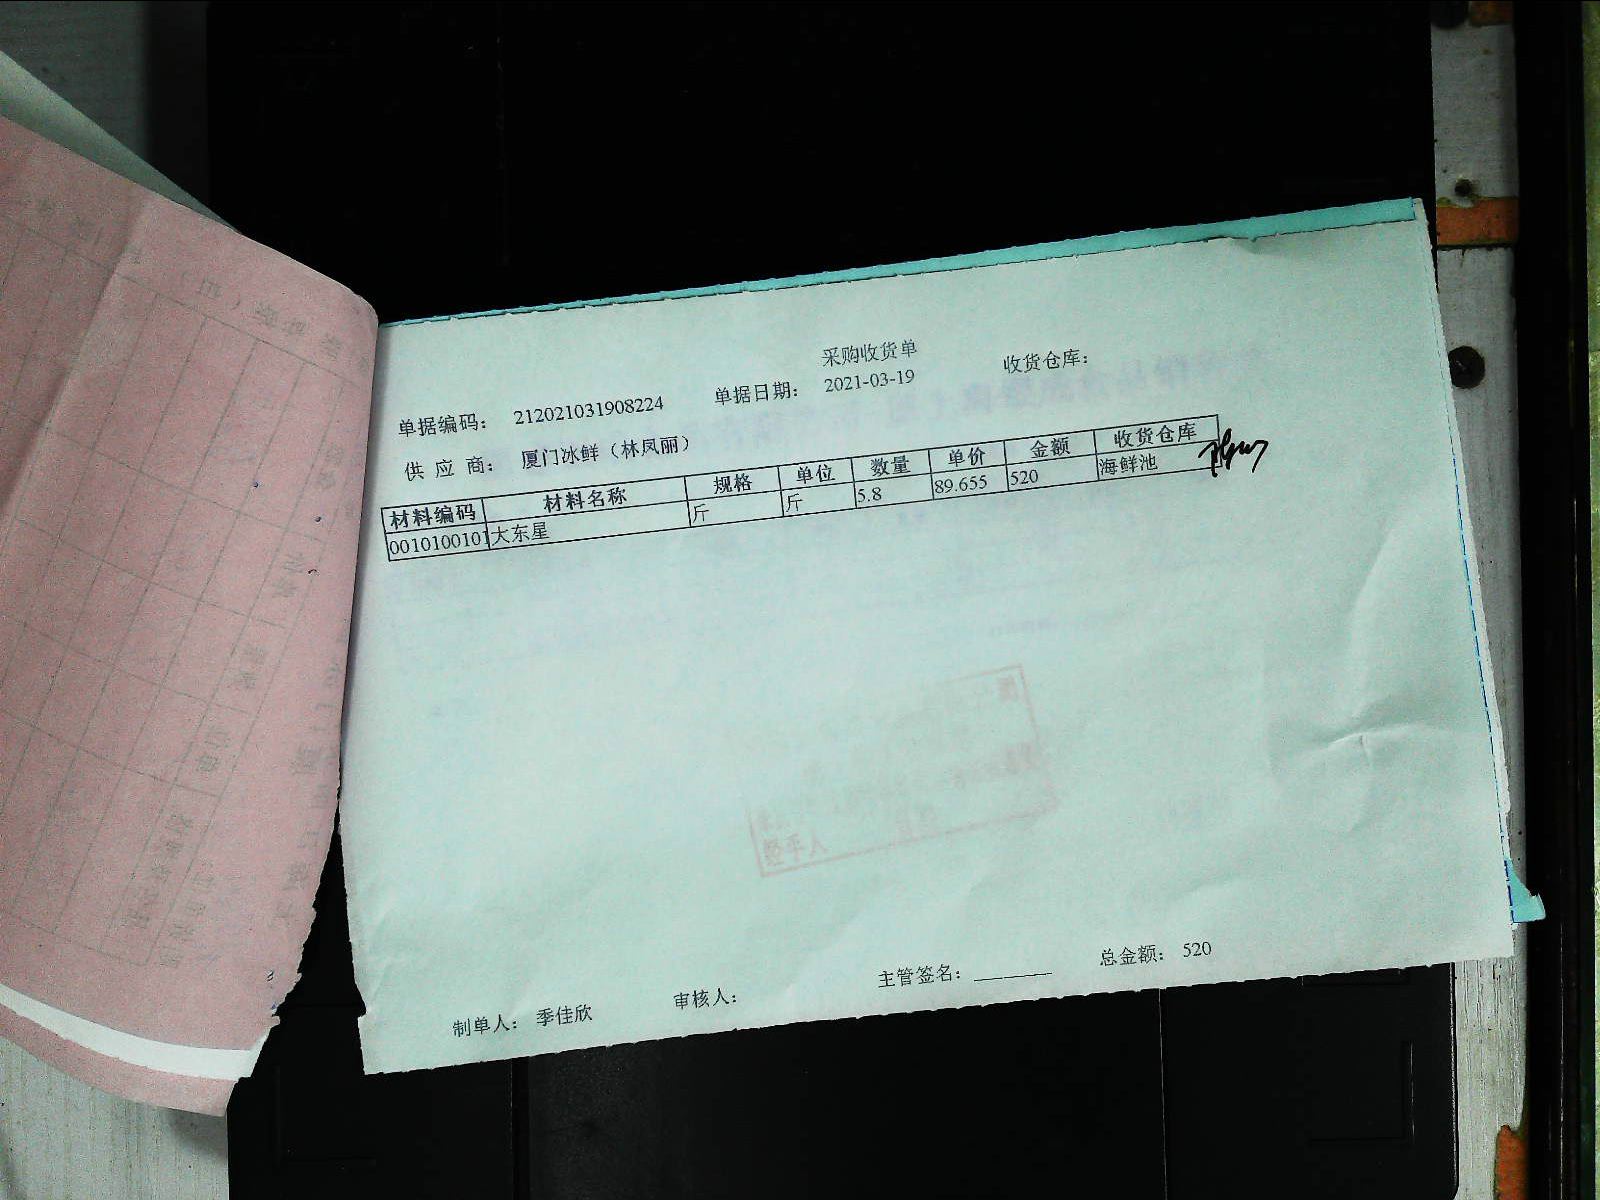 采购收货单
单据编码： 212021031908224 单据日期： 2021-03-19 收货仓库：
供 应 商： 厦门冰鲜（林凤丽）
材料编码 材料名称 规格 单位 数量 单价 金额 收货仓库
0010100101 大东星 斤 斤 5.8 89.655 520 海鲜池
经手人
制单人： 季佳欣 审核人： 主管签名： 总金额： 520